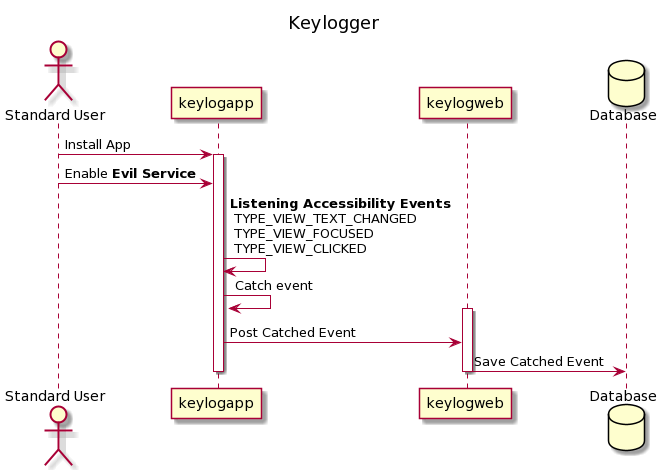 Keylogger
Standard User
keylogapp
keylogweb
Database
Install App
Enable Evil Service
Listening Accessibility Events
TYPE_VIEW_TEXT_CHANGED
TYPE_VIEW_FOCUSED
TYPE_VIEW_CLICKED
Catch event
Post Catched Event
Save Catched Event
Standard User
keylogapp
keylogweb
Database